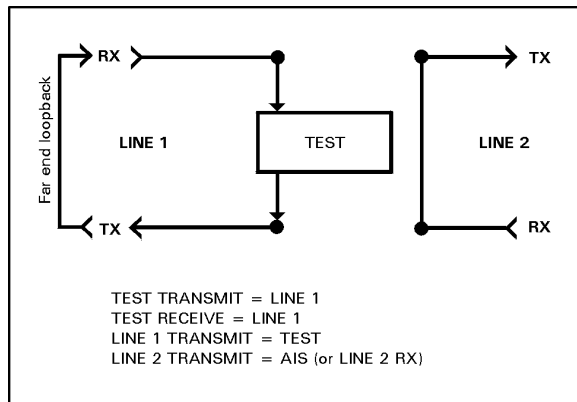 RX
TX
Far end loopback
LINE 1
TEST
LINE 2
TX
RX
TEST TRANSMIT = LINE 1
TEST RECEIVE = LINE 1
LINE 1 TRANSMIT = TEST
LINE 2 TRANSMIT = AIS (or LINE 2 RX)